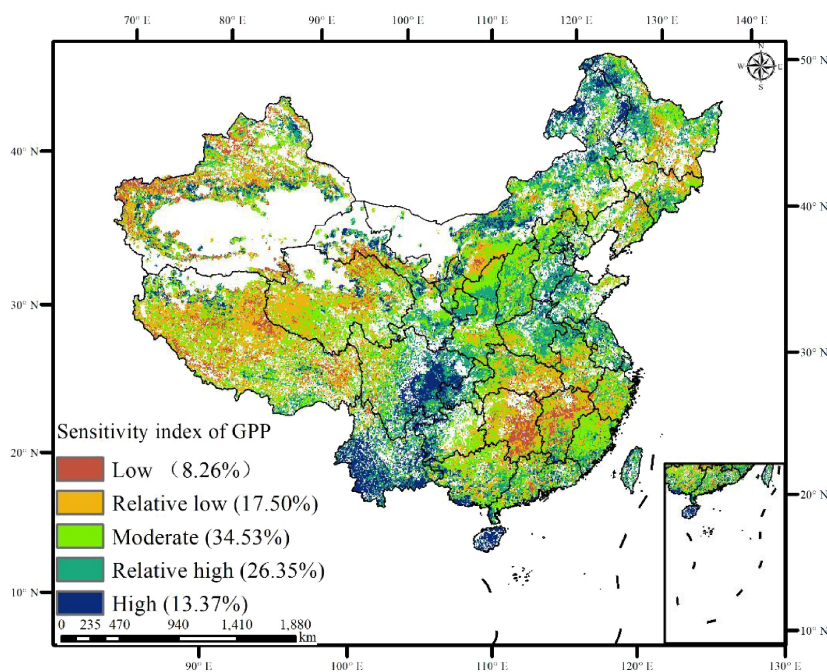 70° E 80° E 90° E 100° E 110° E 120° E 130° E 140° E
N
W E
S
50° N
40° N
40° N
30° N
30° N
20° N
20° N
10° N
10° N
Sensitivity index of GPP
Low （8.26%）
Relative low (17.50%)
Moderate (34.53%)
Relative high (26.35%)
High (13.37%)
0 235 470 940 1,410 1,880
km
90° E 100° E 110° E 120° E 130° E